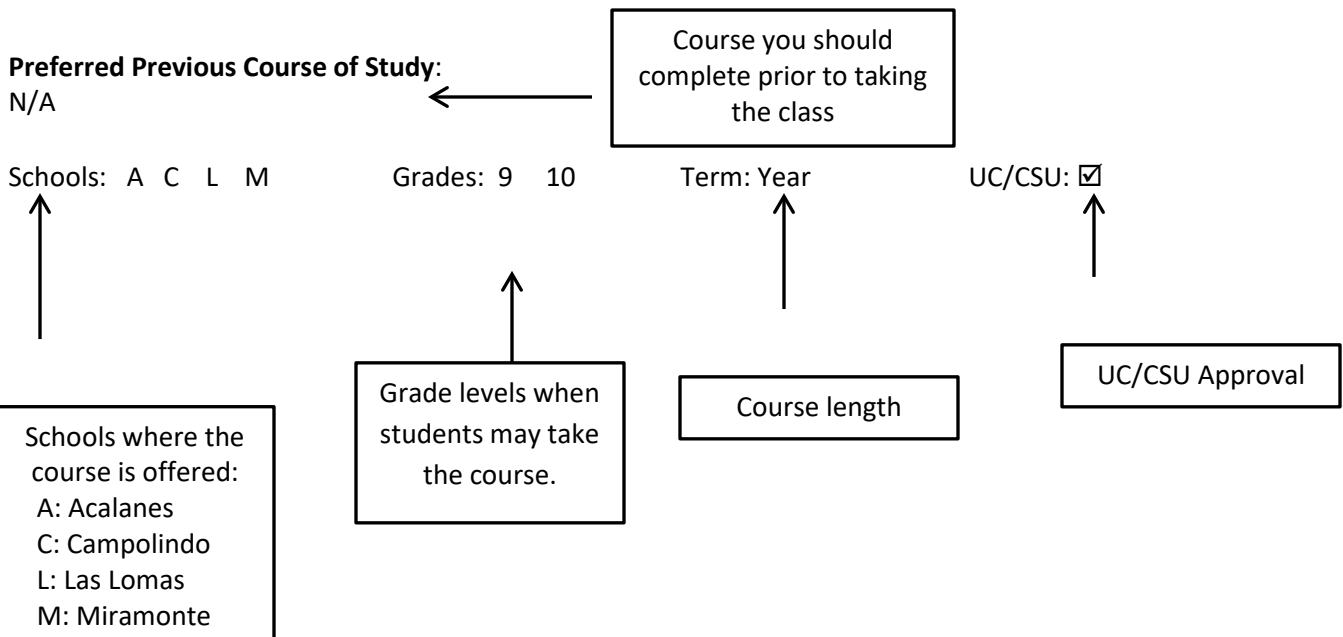 Course you should
complete prior to taking
the class
Preferred Previous Course of Study:
N/A
Schools: A C L M Grades: 9 10 Term: Year UC/CSU: ☑
Schools where the
course is offered:
A: Acalanes
C: Campolindo
L: Las Lomas
M: Miramonte
Grade levels when
students may take
the course.
Course length
UC/CSU Approval